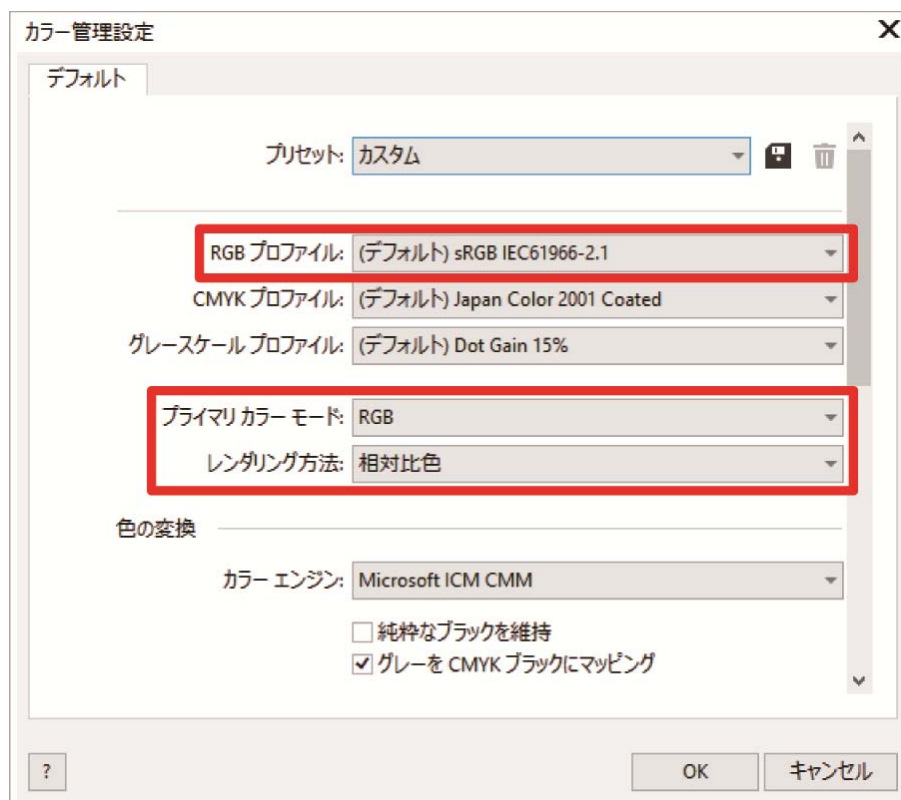 カラー管理設定
デフォルト
プリセット: カスタム
RGB プロファイル: (デフォルト) sRGB IEC61966-2.1
CMYK プロファイル: (デフォルト) Japan Color 2001 Coated
グレースケール プロファイル: (デフォルト) Dot Gain 15%
プライマリ カラー モード: RGB
レンダリング方法: 相対比色
色の変換
カラー エンジン: Microsoft ICM CMM
純粋なブラックを維持
グレーを CMYK ブラックにマッピング
? OK キャンセル